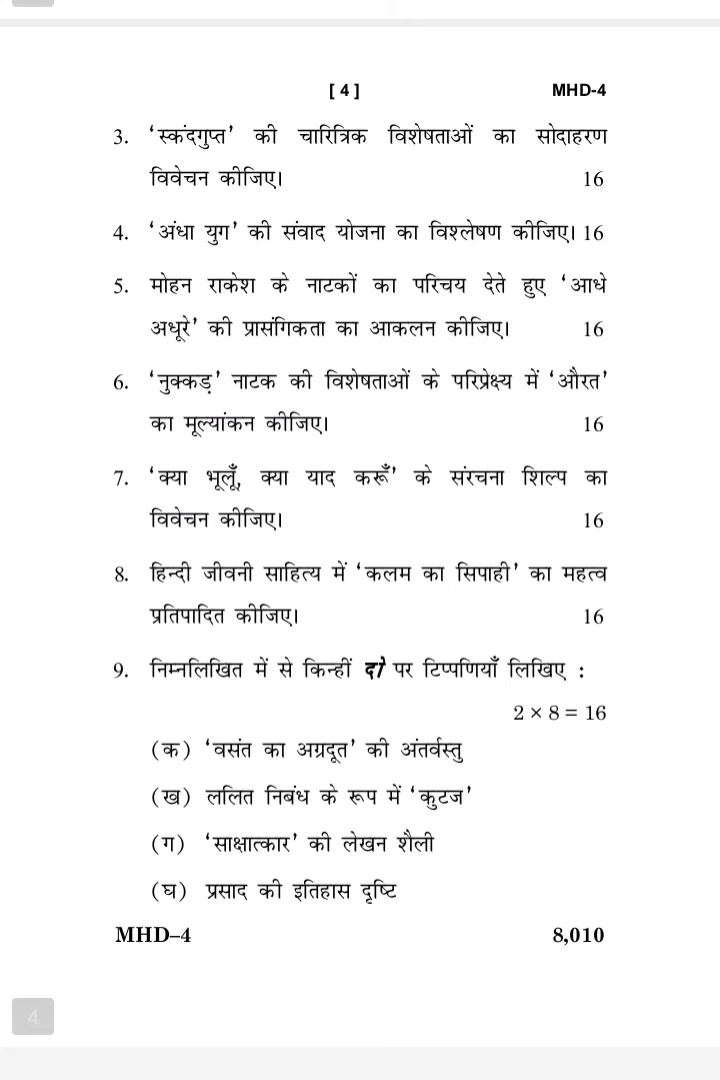 [ 4 ] MHD-4
3. ‘स्कंदगुप्त’ की चारित्रिक विशेषताओं का सोदाहरण
विवेचन कीजिए। 16
4. ‘अंधा युग’ की संवाद योजना का विश्लेषण कीजिए। 16
5. मोहन राकेश के नाटकों का परिचय देते हुए ‘आधे
अधूरे’ की प्रासंगिकता का आकलन कीजिए। 16
6. ‘नुक्कड़’ नाटक की विशेषताओं के परिप्रेक्ष्य में ‘औरत’
का मूल्यांकन कीजिए। 16
7. ‘क्या भूलूँ, क्या याद करूँ’ के संरचना शिल्प का
विवेचन कीजिए। 16
8. हिन्दी जीवनी साहित्य में ‘कलम का सिपाही’ का महत्व
प्रतिपादित कीजिए। 16
9. निम्नलिखित में से किन्हीं दो पर टिप्पणियाँ लिखिए :
2 × 8 = 16
(क) ‘वसंत का अग्रदूत’ की अंतर्वस्तु
(ख) ललित निबंध के रूप में ‘कुटज’
(ग) ‘साक्षात्कार’ की लेखन शैली
(घ) प्रसाद की इतिहास दृष्टि
MHD–4 8,010
4